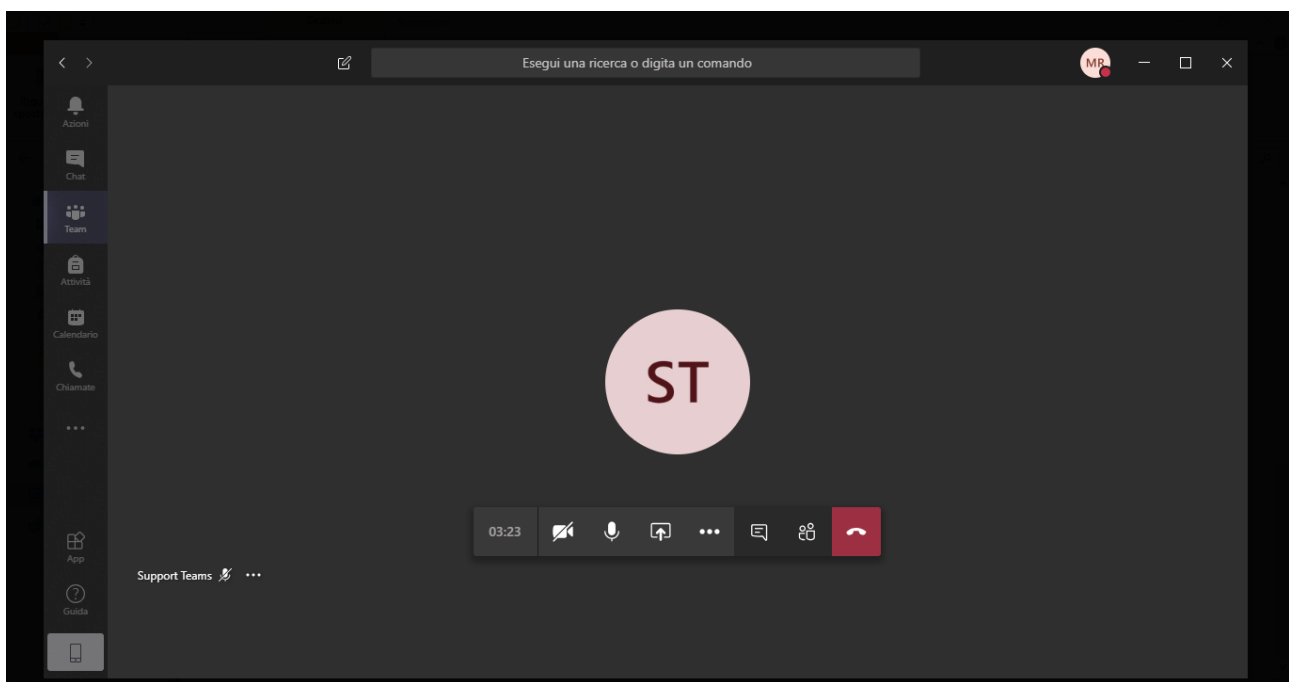 Esegui una ricerca o digita un comando
MR
Azioni
Chat
Team
Attività
Calendario
Chiamate
ST
03:23
App
Support Teams
Guida